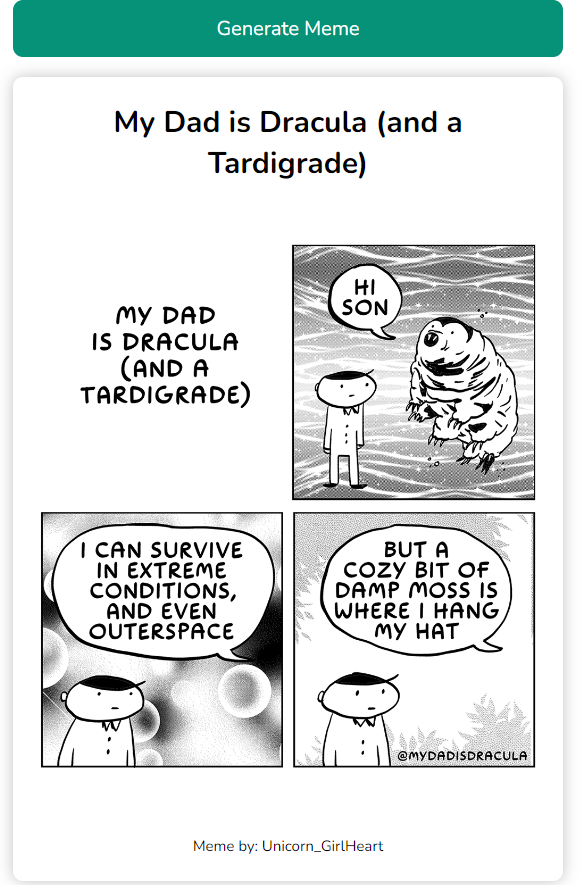 Generate Meme
My Dad is Dracula (and a
Tardigrade)
MY DAD
IS DRACULA
(AND A
TARDIGRADE)
HI
SON
I CAN SURVIVE
IN EXTREME
CONDITIONS,
AND EVEN
OUTERSPACE
BUT A
COZY BIT OF
DAMP MOSS IS
WHERE I HANG
MY HAT
@MYDADISDRACULA
Meme by: Unicorn_GirlHeart